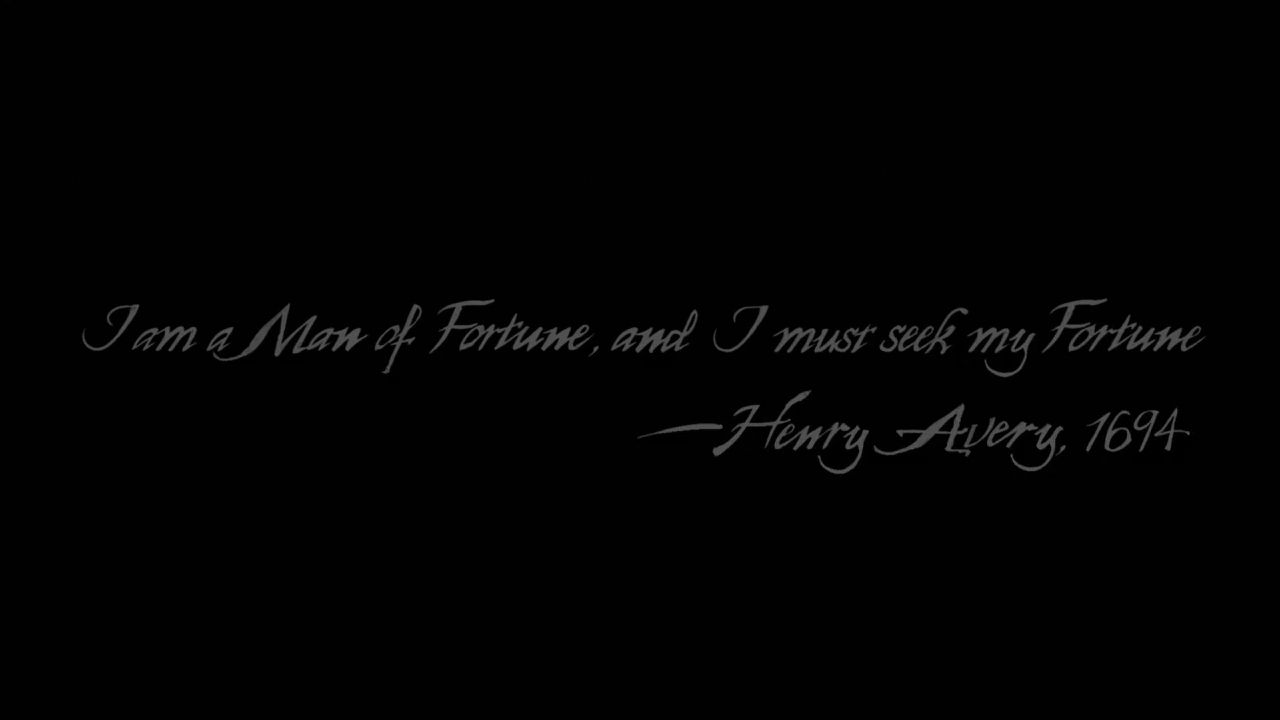 I am a Man of Fortune, and I must seek my Fortune
—Henry Avery, 1694